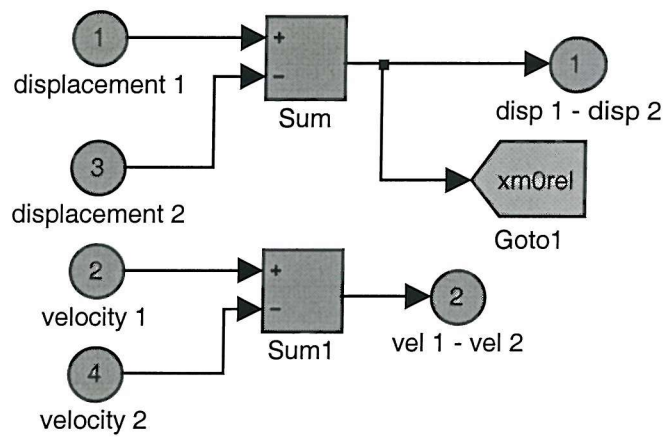 1
+
displacement 1
−
Sum
1
disp 1 - disp 2
3
displacement 2
xm0rel
Goto1
2
+
velocity 1
−
Sum1
2
vel 1 - vel 2
4
velocity 2